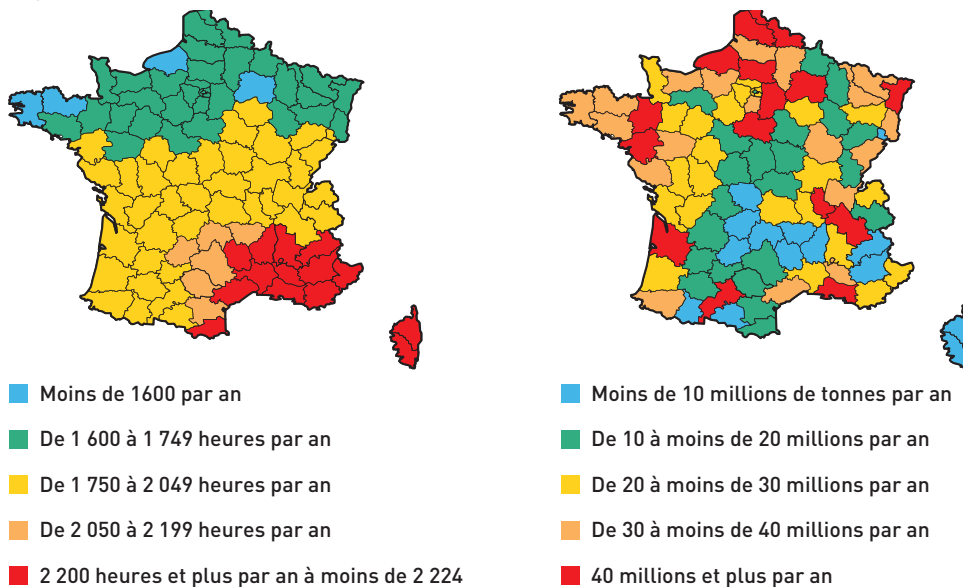 Moins de 1600 par an
De 1 600 à 1 749 heures par an
De 1 750 à 2 049 heures par an
De 2 050 à 2 199 heures par an
2 200 heures et plus par an à moins de 2 224
Moins de 10 millions de tonnes par an
De 10 à moins de 20 millions par an
De 20 à moins de 30 millions par an
De 30 à moins de 40 millions par an
40 millions et plus par an